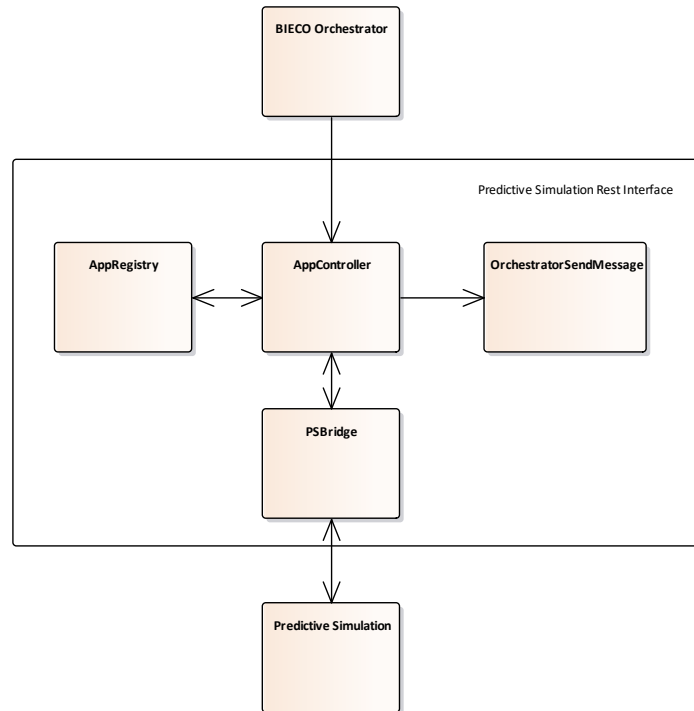 BIECO Orchestrator
Predictive Simulation Rest Interface
AppRegistry
AppController
OrchestratorSendMessage
PSBridge
Predictive Simulation